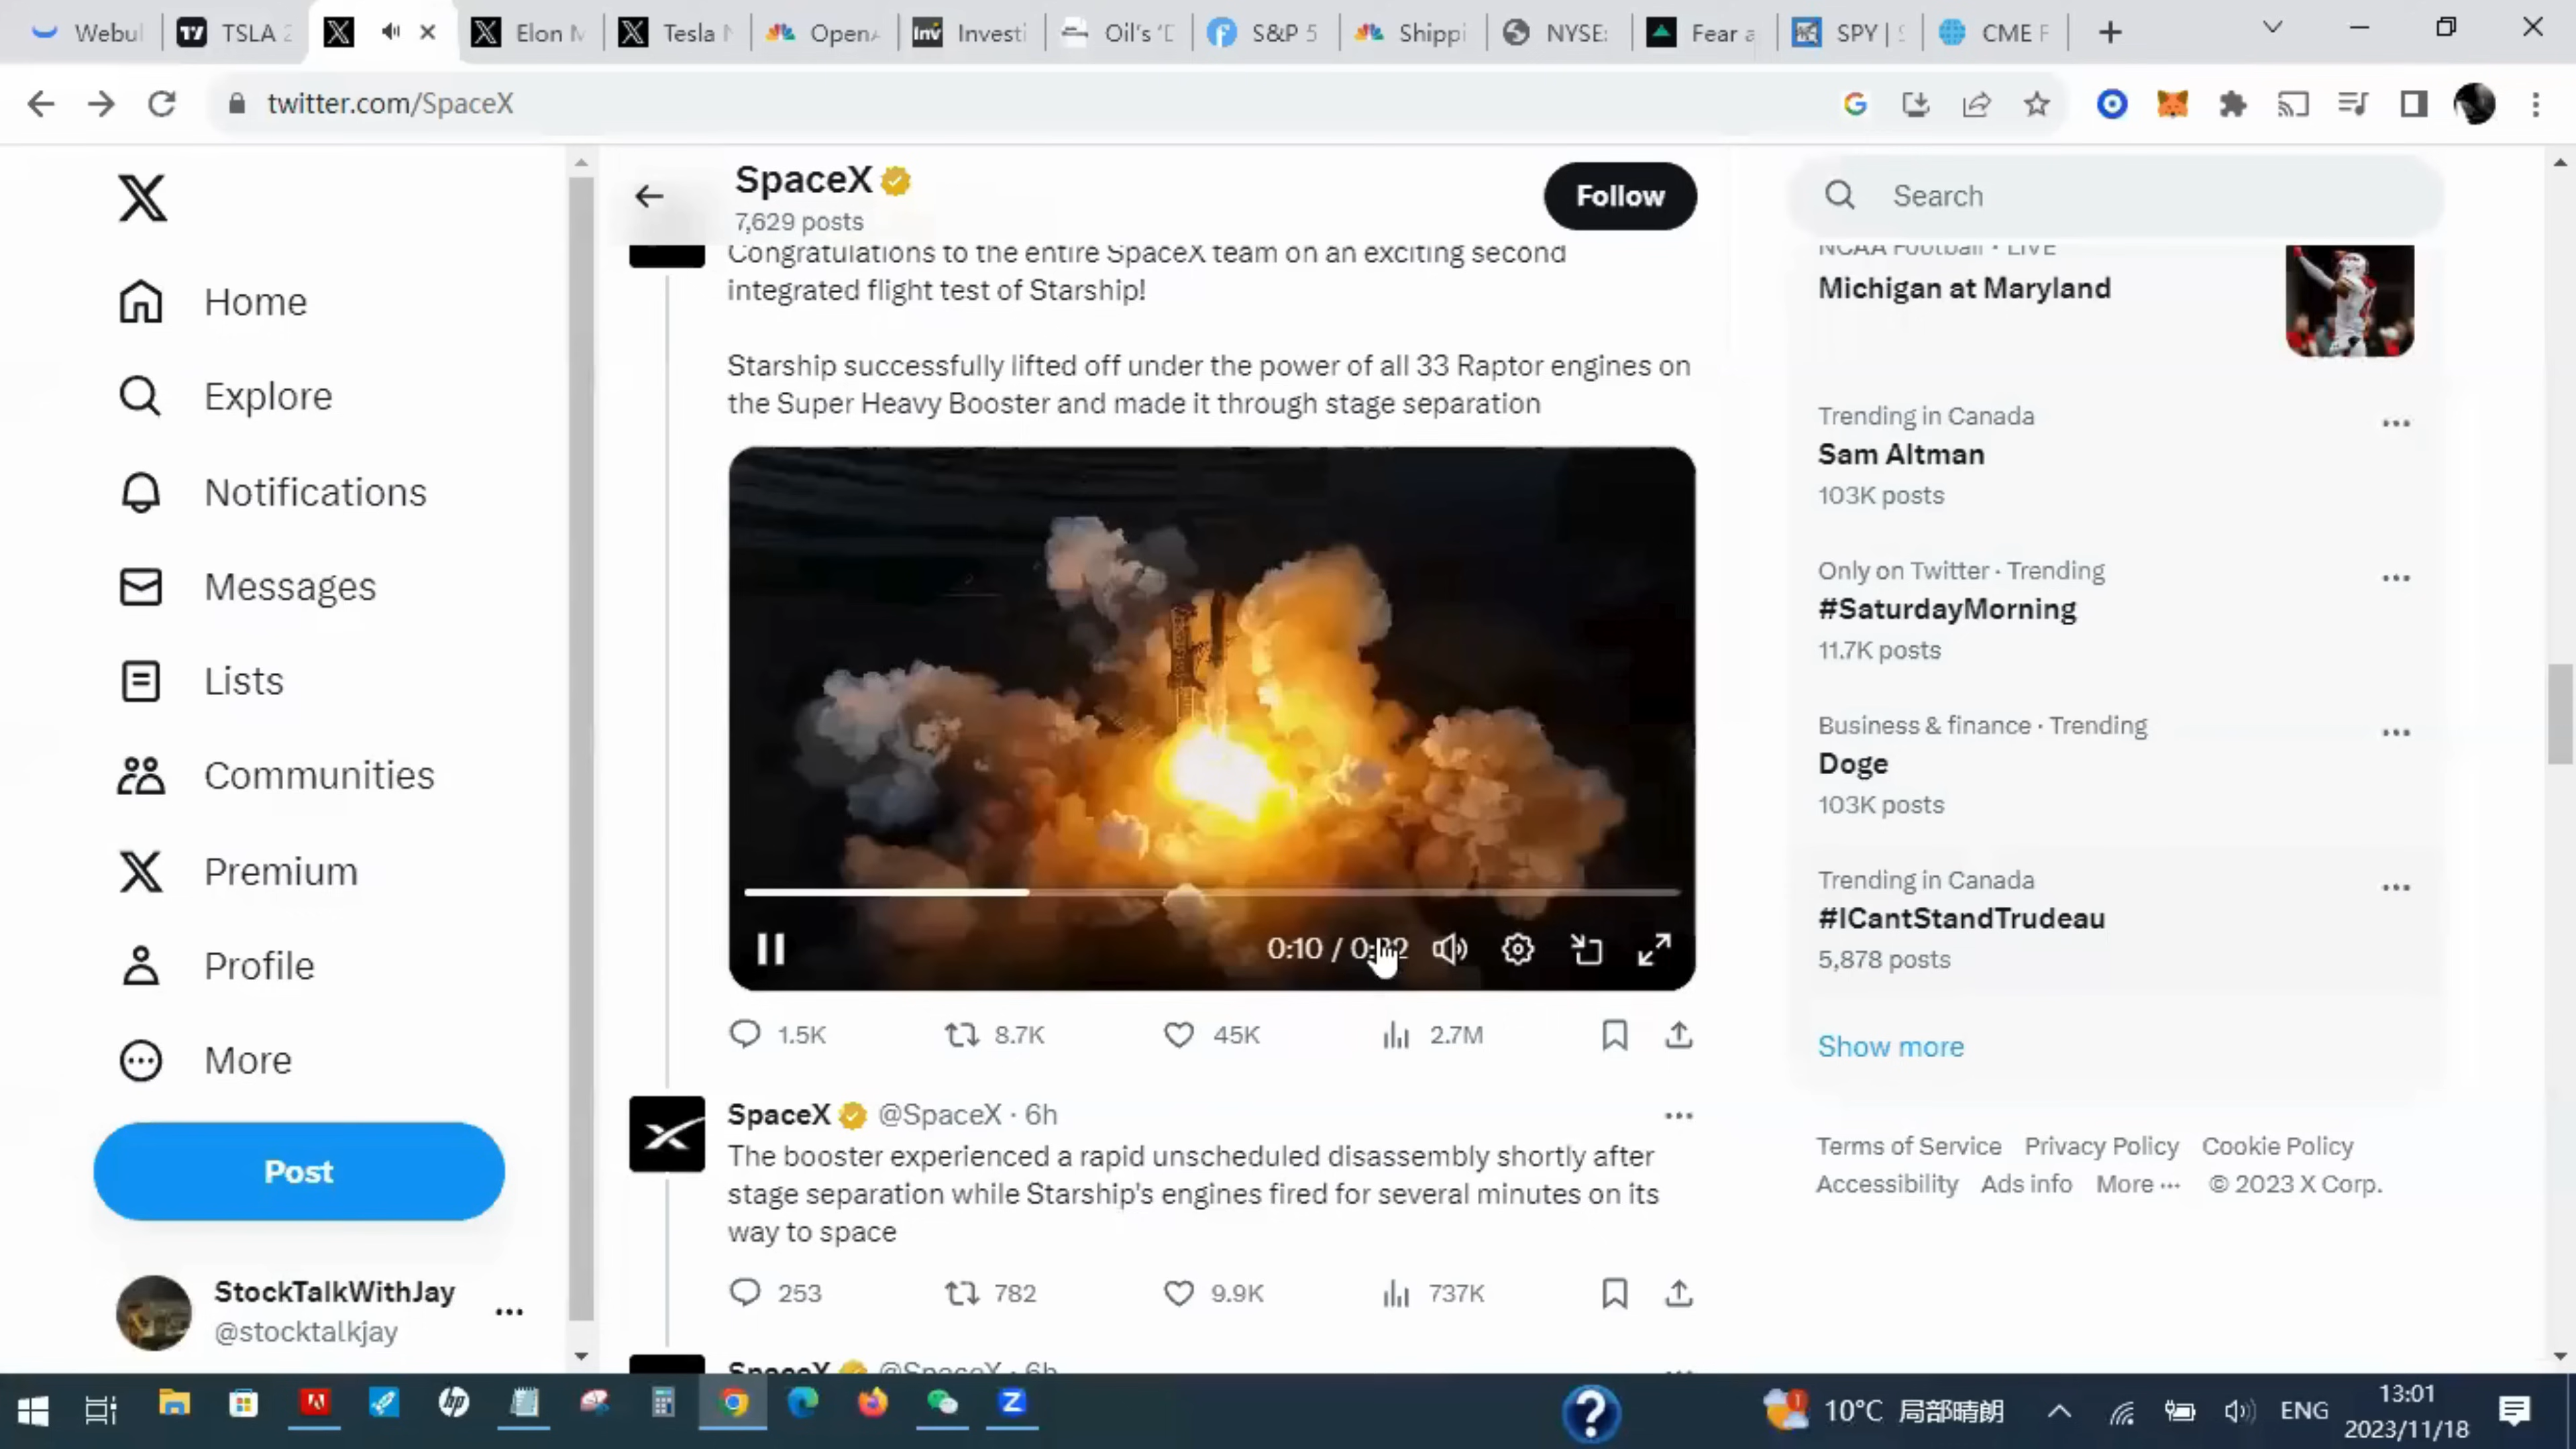 Webul
TSLA 2
Elon M
Tesla N
OpenA
Investi
Oil's 'D
S&P 5
Shippi
NYSE:
Fear a
SPY | S
CME F
twitter.com/SpaceX
SpaceX
7,629 posts
Follow
Search
Home
Explore
Notifications
Messages
Lists
Communities
Premium
Profile
More
Post
StockTalkWithJay
@stocktalkjay
Congratulations to the entire SpaceX team on an exciting second
integrated flight test of Starship!
Starship successfully lifted off under the power of all 33 Raptor engines on
the Super Heavy Booster and made it through stage separation
0:10 /
1.5K 8.7K 45K 2.7M
SpaceX @SpaceX · 6h
The booster experienced a rapid unscheduled disassembly shortly after
stage separation while Starship's engines fired for several minutes on its
way to space
253 782 9.9K 737K
SpaceX @SpaceX · 6h
NCAA Football · LIVE
Michigan at Maryland
Trending in Canada
Sam Altman
103K posts
Only on Twitter · Trending
#SaturdayMorning
11.7K posts
Business & finance · Trending
Doge
103K posts
Trending in Canada
#ICantStandTrudeau
5,878 posts
Show more
Terms of Service Privacy Policy Cookie Policy
Accessibility Ads info More ··· © 2023 X Corp.
10°C 局部晴朗
ENG
13:01
2023/11/18